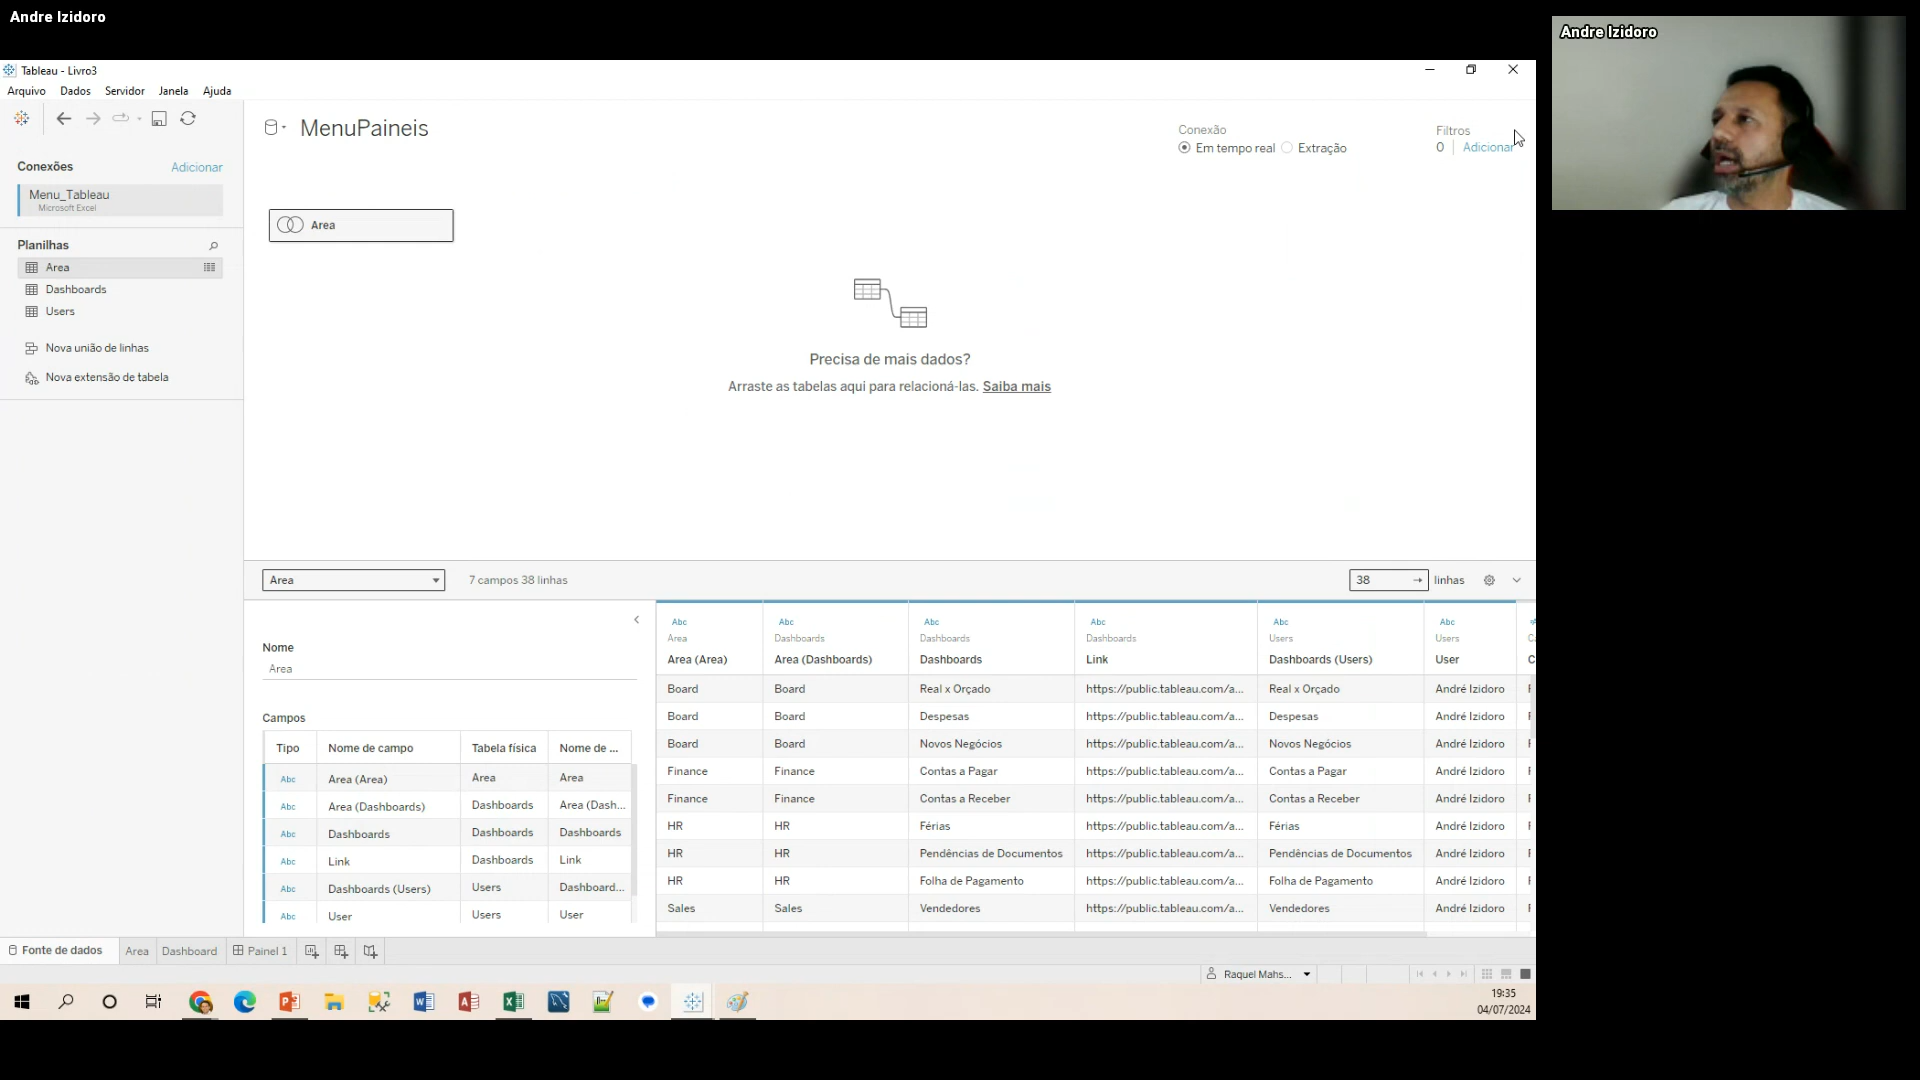 Andre Izidoro
Andre Izidoro
Tableau - Livro3
Arquivo Dados Servidor Janela Ajuda
MenuPaineis
Conexão
Em tempo real Extração
Filtros
0 Adicionar
Conexões Adicionar
Menu_Tableau
Microsoft Excel
Planilhas
Area
Dashboards
Users
Nova união de linhas
Nova extensão de tabela
Area
Precisa de mais dados?
Arraste as tabelas aqui para relacioná-las. Saiba mais
Area 7 campos 38 linhas 38 linhas
Nome
Area
Campos
Tipo Nome de campo Tabela física Nome de ...
Abc Area (Area) Area Area
Abc Area (Dashboards) Dashboards Area (Dash...
Abc Dashboards Dashboards Dashboards
Abc Link Dashboards Link
Abc Dashboards (Users) Users Dashboard...
Abc User Users User
Abc Abc Abc Abc Abc Abc
Area Dashboards Dashboards Dashboards Users Users
Area (Area) Area (Dashboards) Dashboards Link Dashboards (Users) User
Board Board Real x Orçado https://public.tableau.com/a... Real x Orçado André Izidoro
Board Board Despesas https://public.tableau.com/a... Despesas André Izidoro
Board Board Novos Negócios https://public.tableau.com/a... Novos Negócios André Izidoro
Finance Finance Contas a Pagar https://public.tableau.com/a... Contas a Pagar André Izidoro
Finance Finance Contas a Receber https://public.tableau.com/a... Contas a Receber André Izidoro
HR HR Férias https://public.tableau.com/a... Férias André Izidoro
HR HR Pendências de Documentos https://public.tableau.com/a... Pendências de Documentos André Izidoro
HR HR Folha de Pagamento https://public.tableau.com/a... Folha de Pagamento André Izidoro
Sales Sales Vendedores https://public.tableau.com/a... Vendedores André Izidoro
Fonte de dados Area Dashboard Painel 1
Raquel Mahs...
19:35
04/07/2024